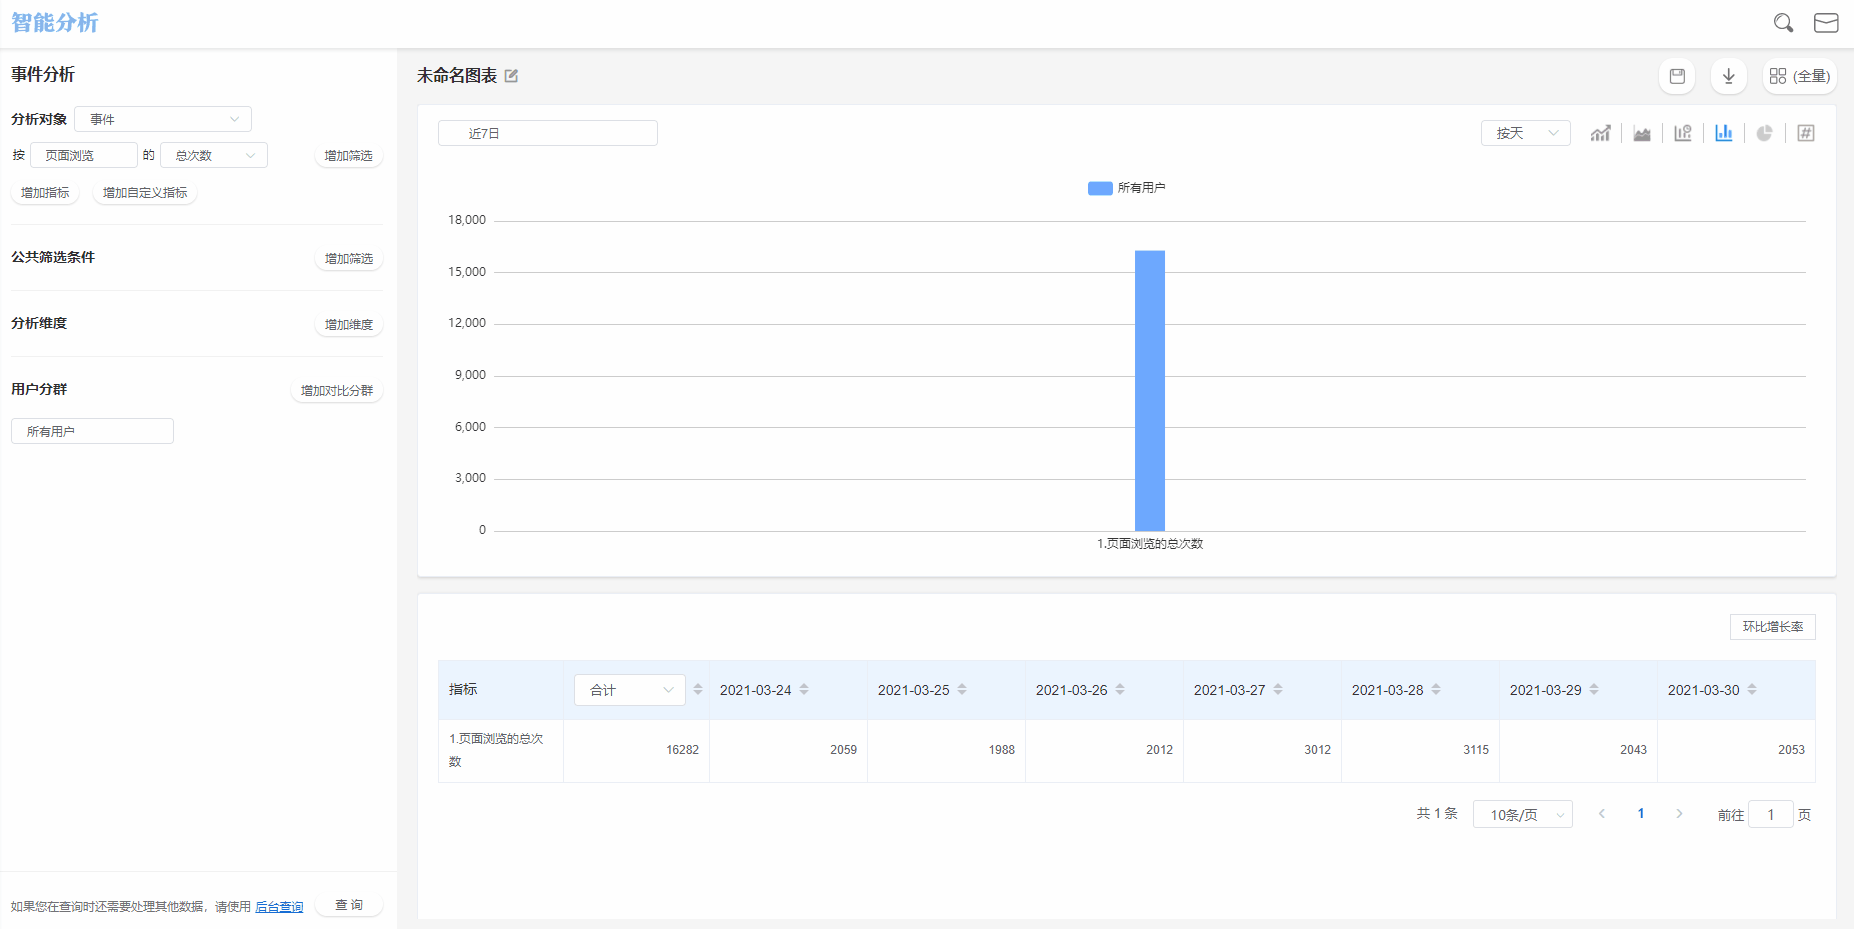 智能分析
事件分析
分析对象 事件
按 页面浏览 的 总次数 增加筛选
增加指标 增加自定义指标
公共筛选条件 增加筛选
分析维度 增加维度
用户分群 增加对比分群
所有用户
如果您在查询时还需要处理其他数据，请使用 后台查询 查 询
未命名图表 (全量)
近7日 按天
所有用户
18,000
15,000
12,000
9,000
6,000
3,000
0
1.页面浏览的总次数
环比增长率
指标 合计 2021-03-24 2021-03-25 2021-03-26 2021-03-27 2021-03-28 2021-03-29 2021-03-30
1.页面浏览的总次
数
16282 2059 1988 2012 3012 3115 2043 2053
共 1 条 10条/页 1 前往 1 页